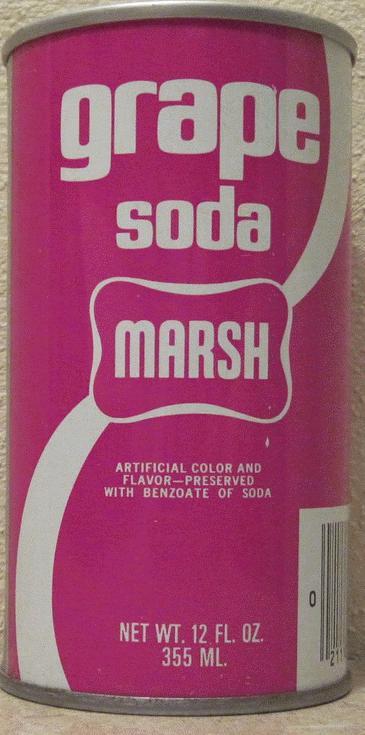 grape
soda
MARSH
ARTIFICIAL COLOR AND
FLAVOR—PRESERVED
WITH BENZOATE OF SODA
NET WT. 12 FL. OZ.
355 ML.
0